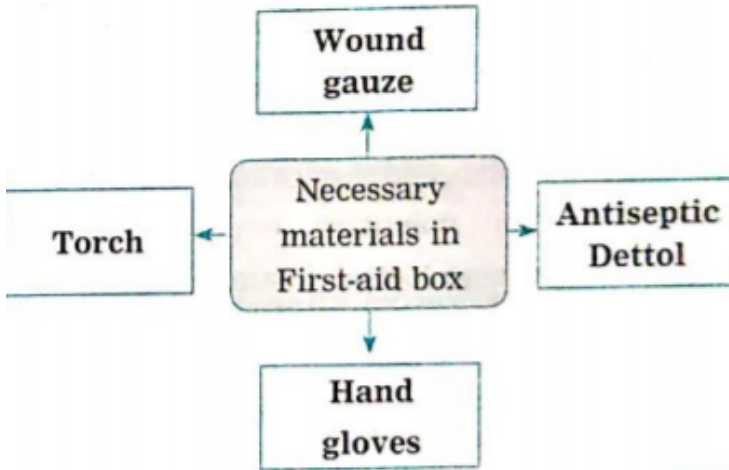 Wound
gauze
Necessary
materials in
First-aid box
Torch
Antiseptic
Dettol
Hand
gloves